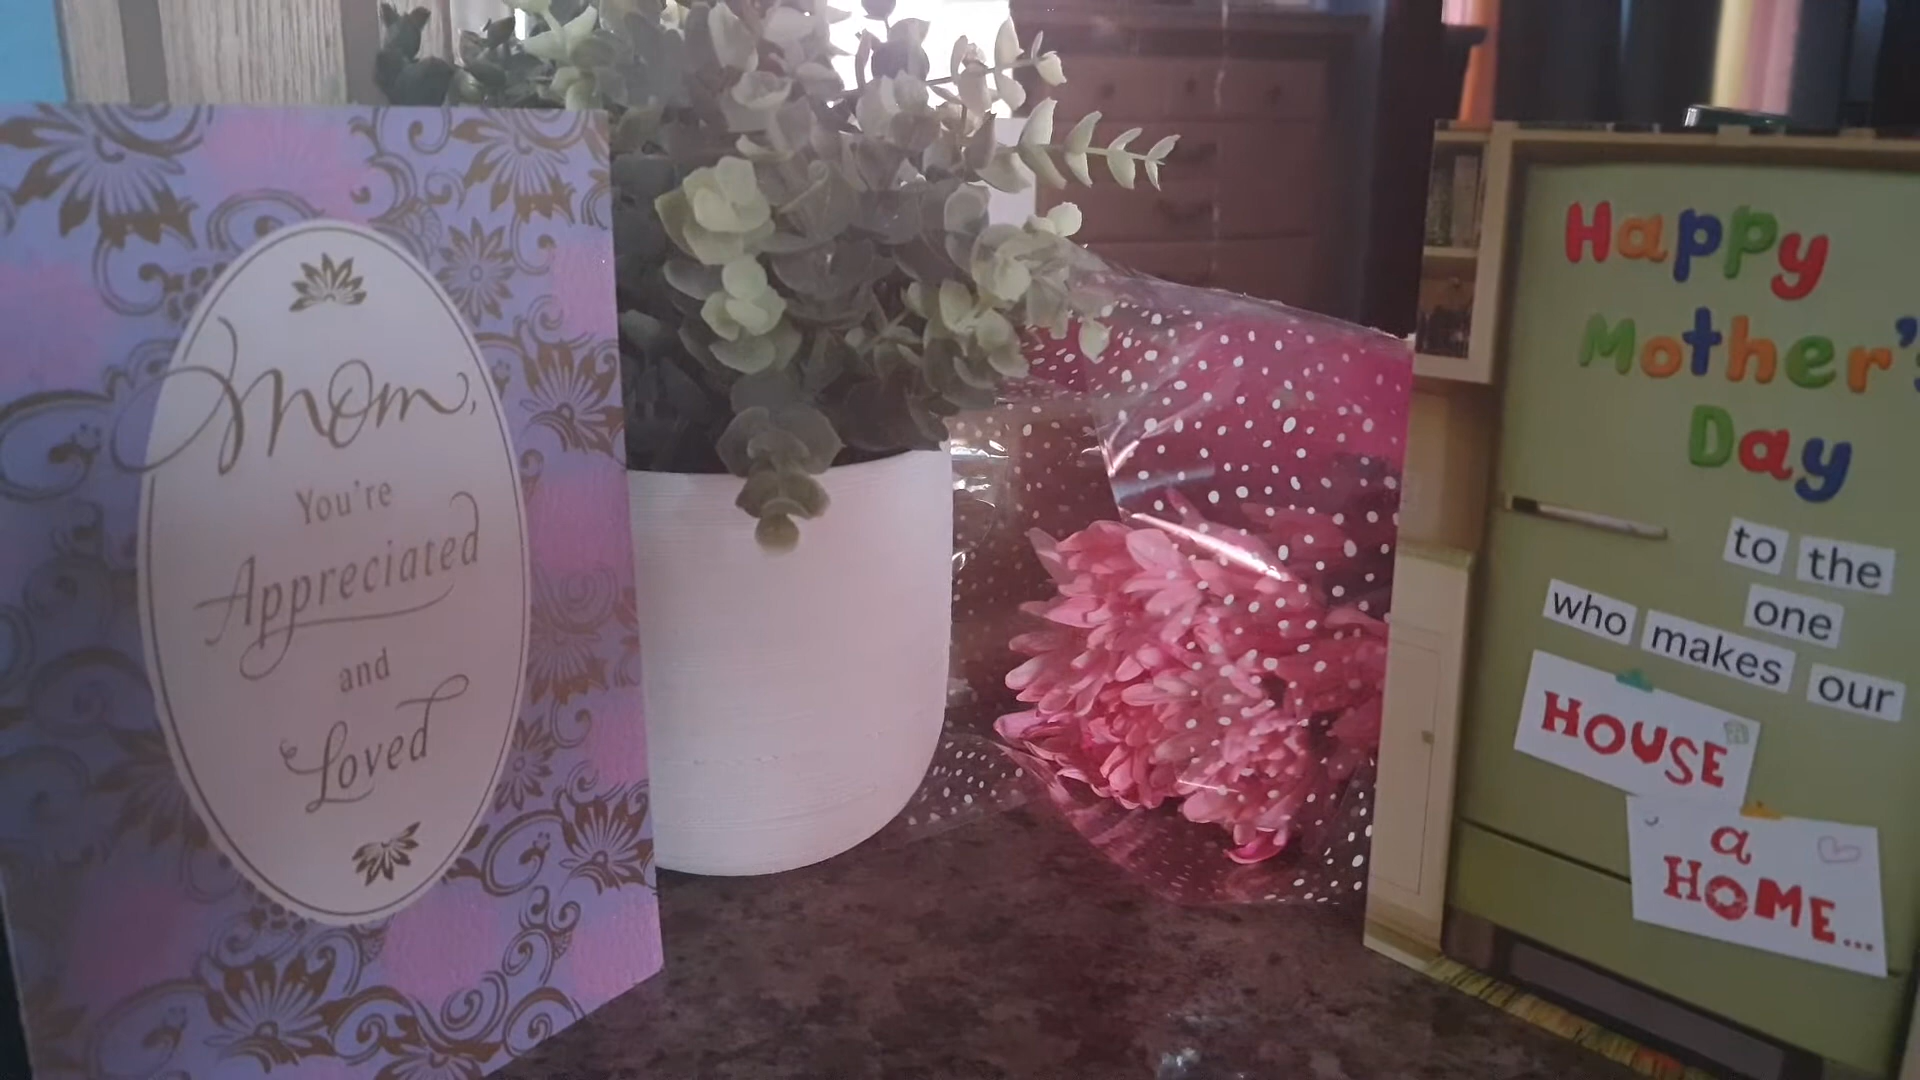 Mom,
You're
Appreciated
and
Loved
Happy
Mother's
Day
to the
one
who makes our
HOUSE
a
HOME...